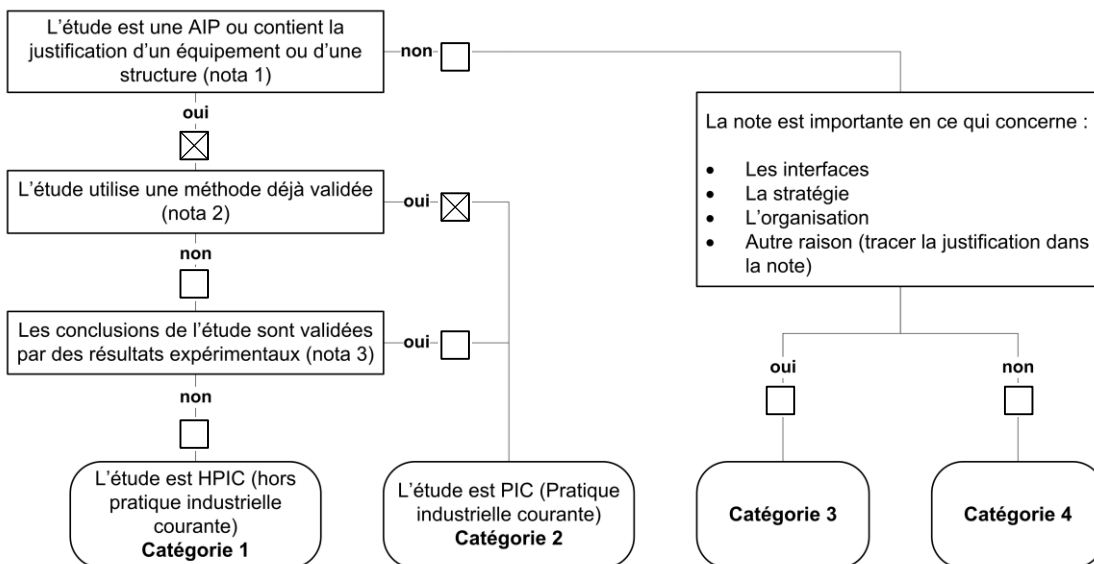 L'étude est une AIP ou contient la
justification d'un équipement ou d'une
structure (nota 1)
non
oui
L'étude utilise une méthode déjà validée
(nota 2)
oui
non
Les conclusions de l'étude sont validées
par des résultats expérimentaux (nota 3)
oui
non
L'étude est HPIC (hors
pratique industrielle
courante)
Catégorie 1
L'étude est PIC (Pratique
industrielle courante)
Catégorie 2
La note est importante en ce qui concerne :
• Les interfaces
• La stratégie
• L'organisation
• Autre raison (tracer la justification dans
la note)
oui
non
Catégorie 3
Catégorie 4